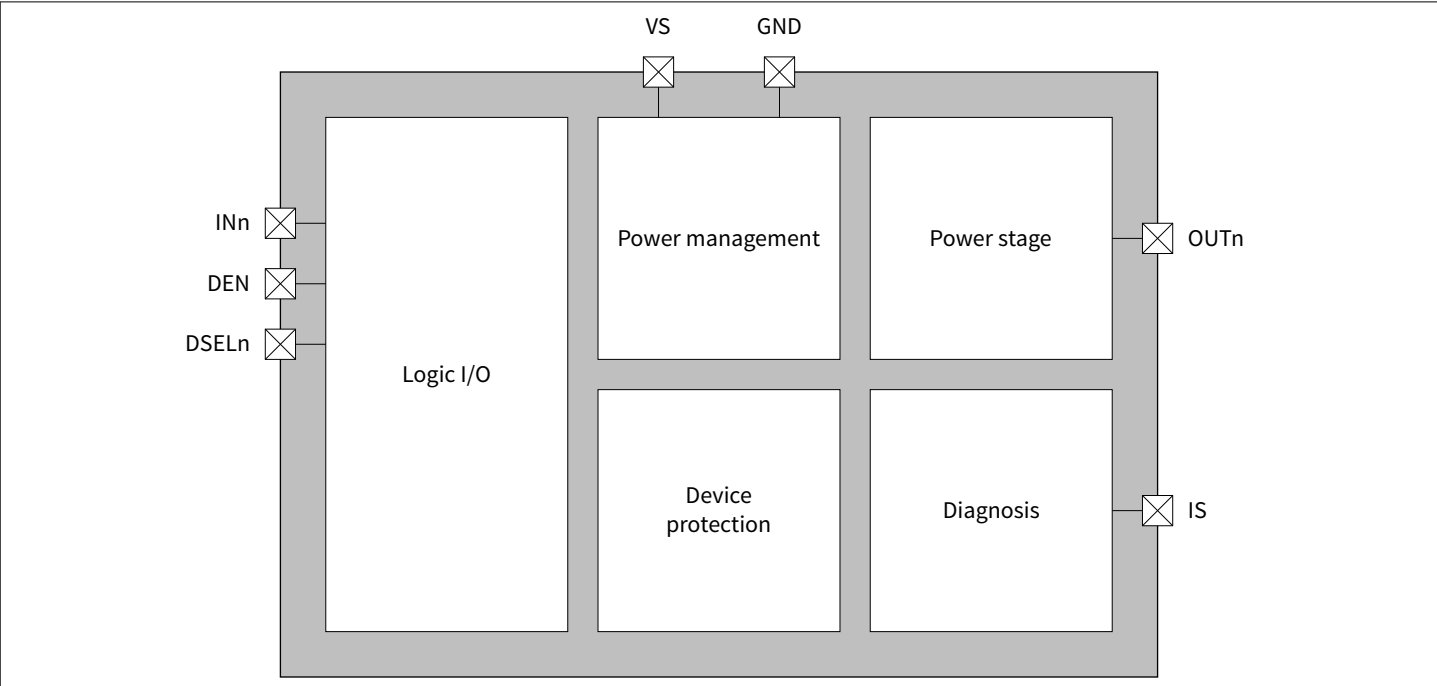 VS
GND
INn
DEN
DSELn
Logic I/O
Power management
Power stage
OUTn
Device
protection
Diagnosis
IS